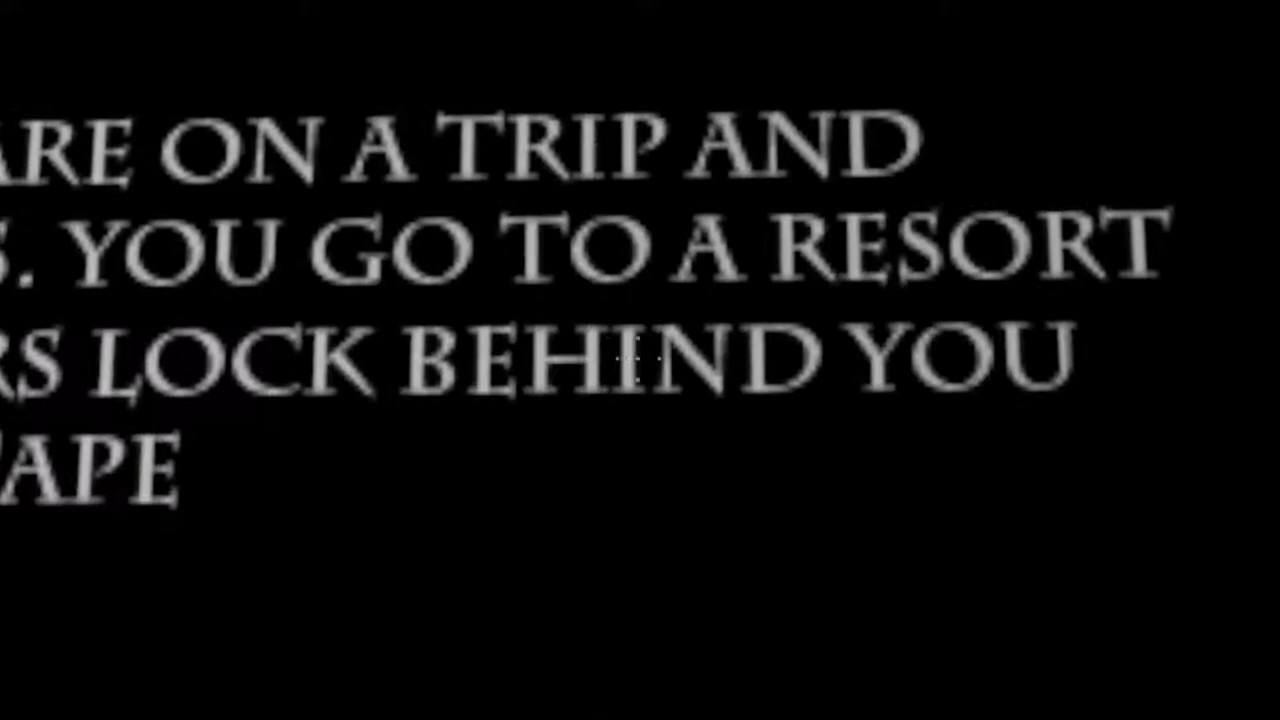 ARE ON A TRIP AND
S. YOU GO TO A RESORT
RS LOCK BEHIND YOU
APE